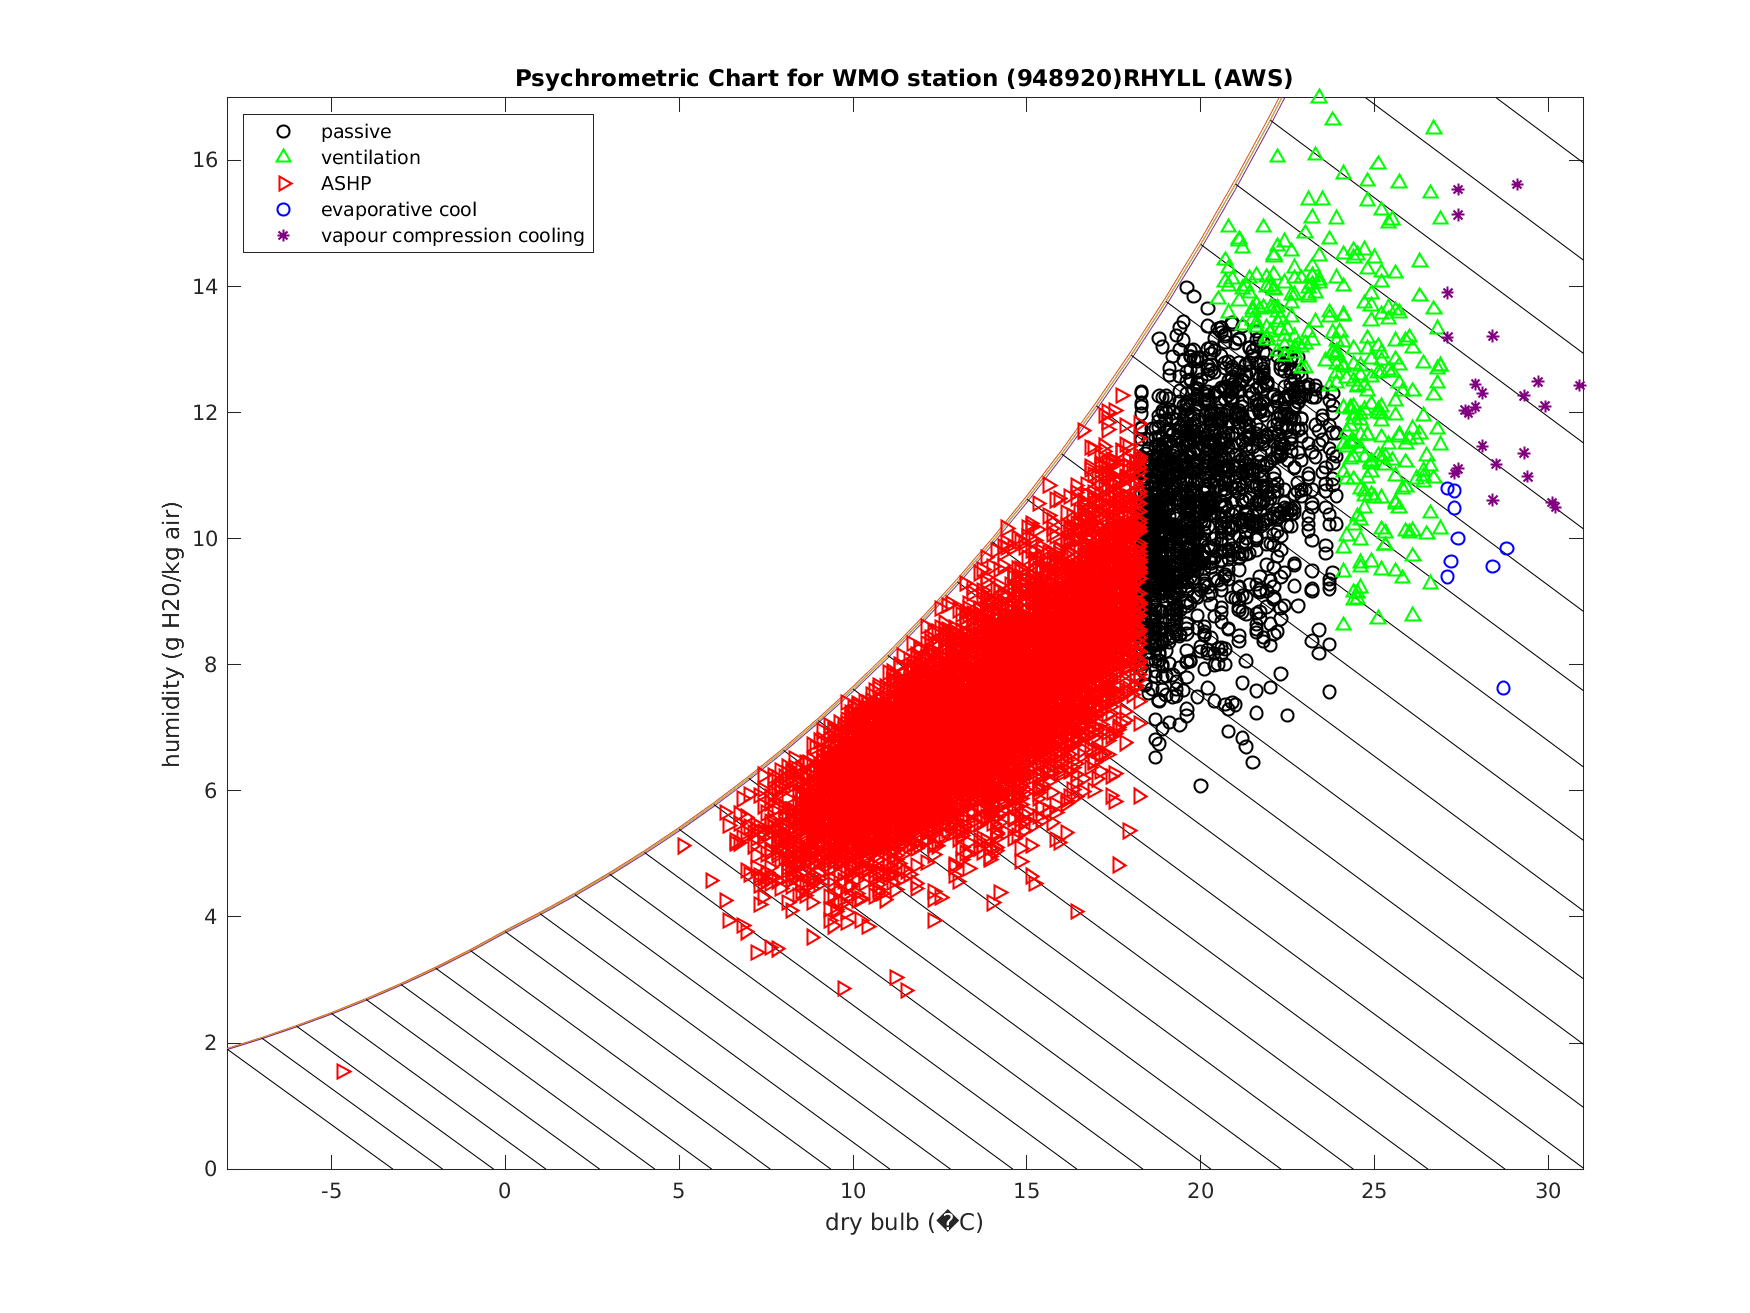 Psychrometric Chart for WMO station (948920)RHYLL (AWS)
passive
ventilation
ASHP
evaporative cool
vapour compression cooling
humidity (g H20/kg air)
16
14
12
10
8
6
4
2
0
-5
0
5
10
15
20
25
30
dry bulb (�C)